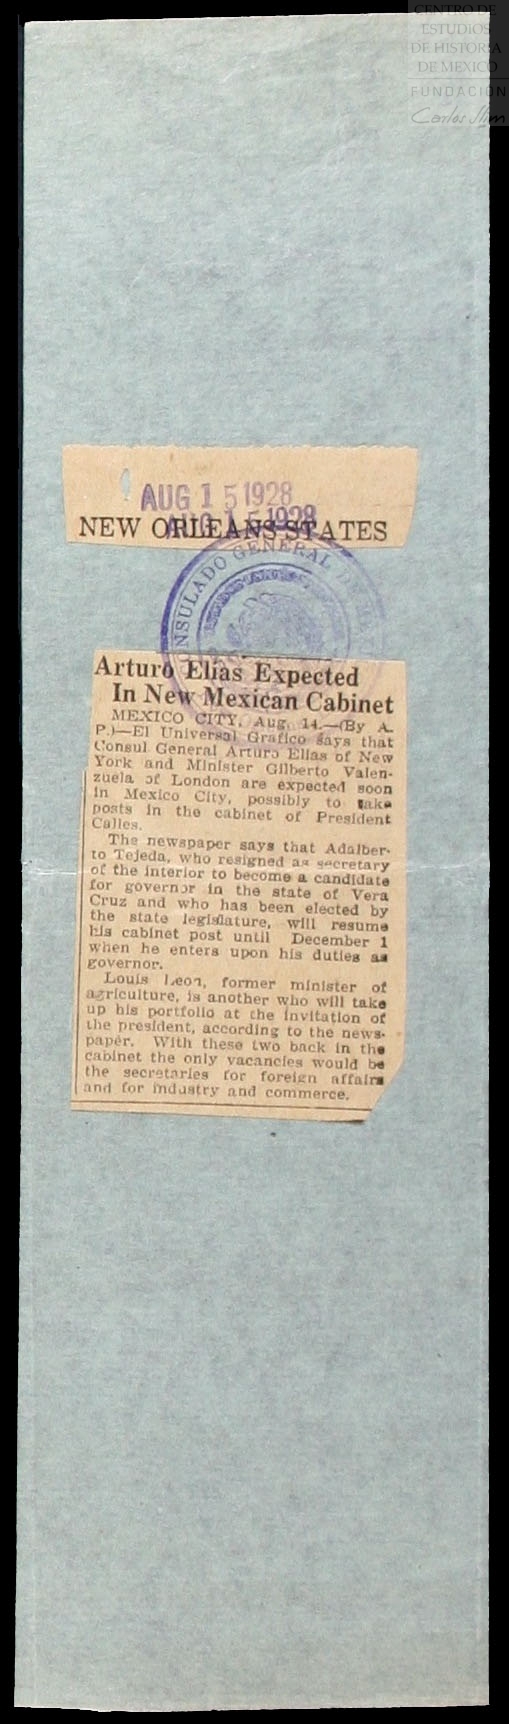 CENTRO DE
ESTUDIOS
DE HISTORIA
DE MEXICO
FUNDACIÓN
Carlos Slim
AUG 15 1928
AUG 15 1928
NEW ORLEANS STATES
CONSULADO GENERAL DE
Arturo Elias Expected
In New Mexican Cabinet
MEXICO CITY, Aug. 14.—(By A.
P.)—El Universal Grafico says that
Consul General Arturo Elias of New
York and Minister Gilberto Valen-
zuela of London are expected soon
in Mexico City, possibly to take
posts in the cabinet of President
Calles.
The newspaper says that Adalber-
to Tejeda, who resigned as secretary
of the interior to become a candidate
for governor in the state of Vera
Cruz and who has been elected by
the state legislature, will resume
his cabinet post until December 1
when he enters upon his duties as
governor.
Louis Leon, former minister of
agriculture, is another who will take
up his portfolio at the invitation of
the president, according to the news-
paper. With these two back in the
cabinet the only vacancies would be
the secretaries for foreign affairs
and for industry and commerce.